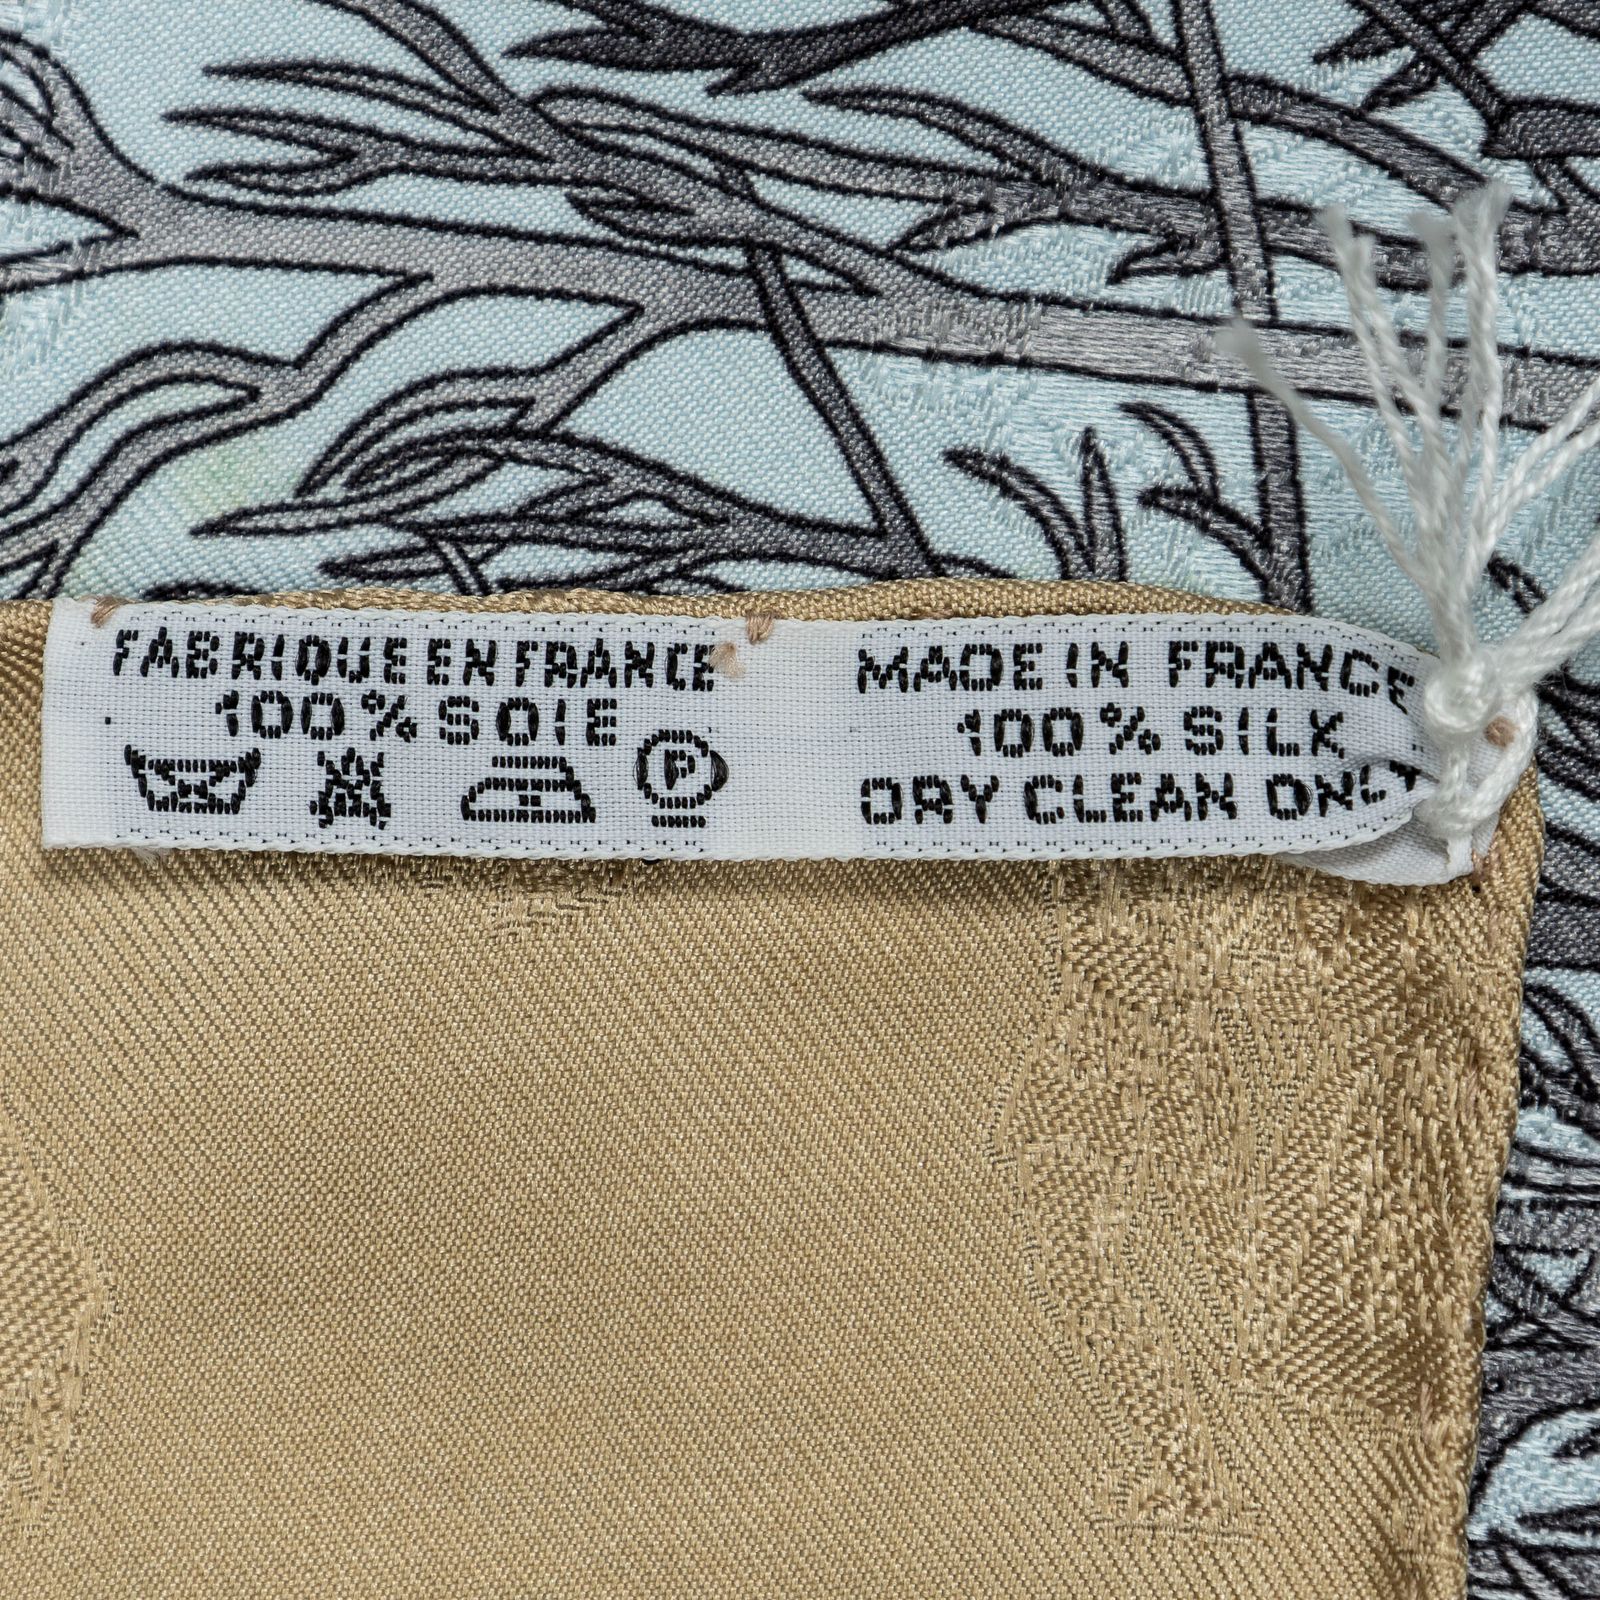 FABRIQUE EN FRANCE
100% SOIE
P
MADE IN FRANCE
100% SILK
DRY CLEAN ONLY